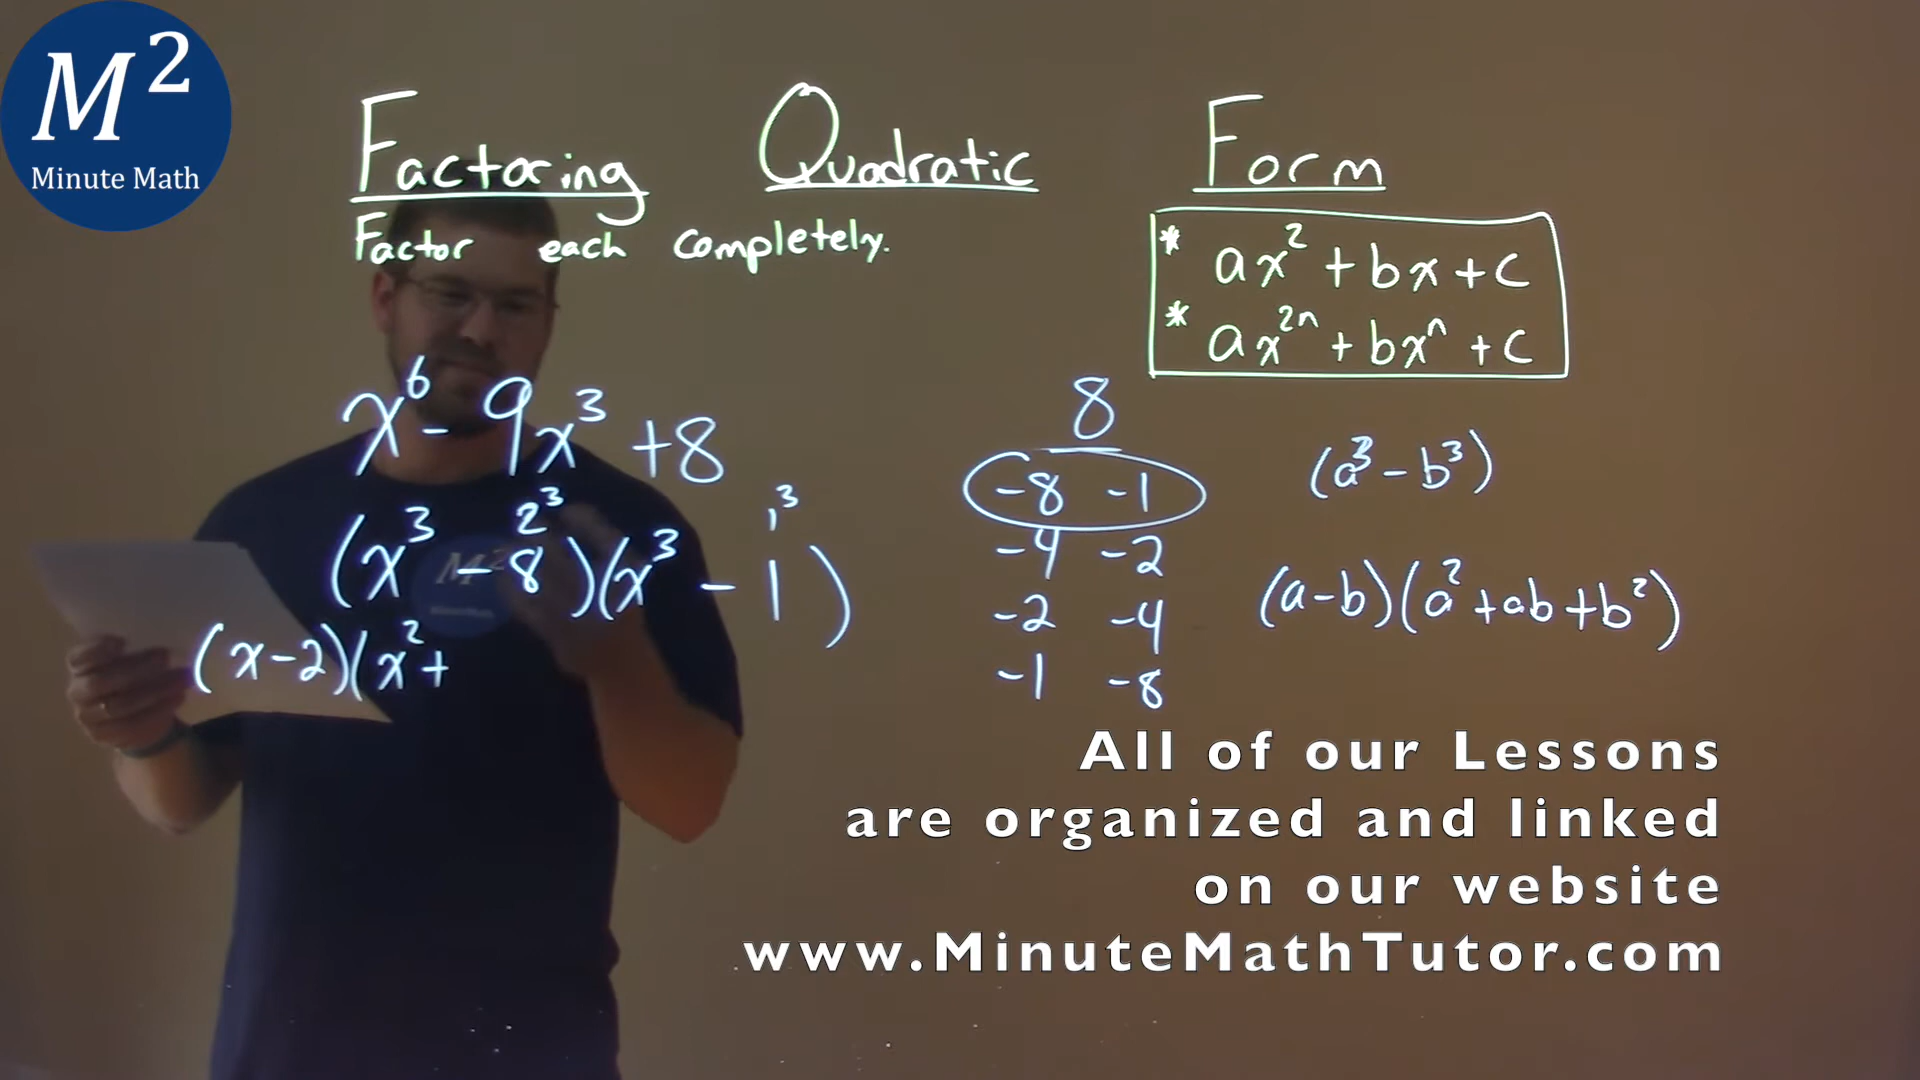 M²
Minute Math
Factoring Quadratic Form
Factor each completely.
* ax² + bx + c
* ax²ⁿ + bxⁿ + c
x⁶ - 9x³ + 8
8
-8 -1
-4 -2
-2 -4
-1 -8
(a³ - b³)
(a-b)(a² + ab + b²)
2³ 1³
(x³ - 8)(x³ - 1)
(x-2)(x² +
M²
All of our Lessons
are organized and linked
on our website
www.MinuteMathTutor.com